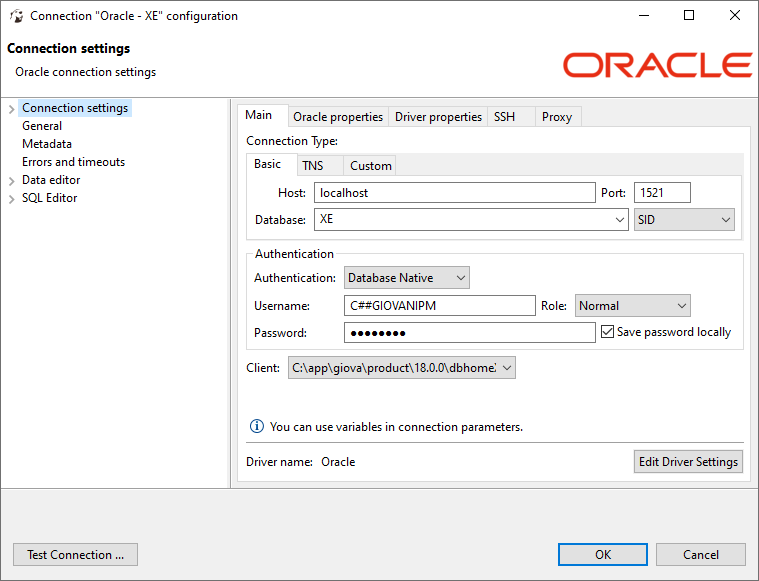 Connection "Oracle - XE" configuration
Connection settings
Oracle connection settings
ORACLE
Connection settings
General
Metadata
Errors and timeouts
Data editor
SQL Editor
Main Oracle properties Driver properties SSH Proxy
Connection Type:
Basic TNS Custom
Host: localhost Port: 1521
Database: XE SID
Authentication
Authentication: Database Native
Username: C##GIOVANIPM Role: Normal
Password: ●●●●●●●● Save password locally
Client: C:\app\giova\product\18.0.0\dbhomeX
You can use variables in connection parameters.
Driver name: Oracle Edit Driver Settings
Test Connection ... OK Cancel